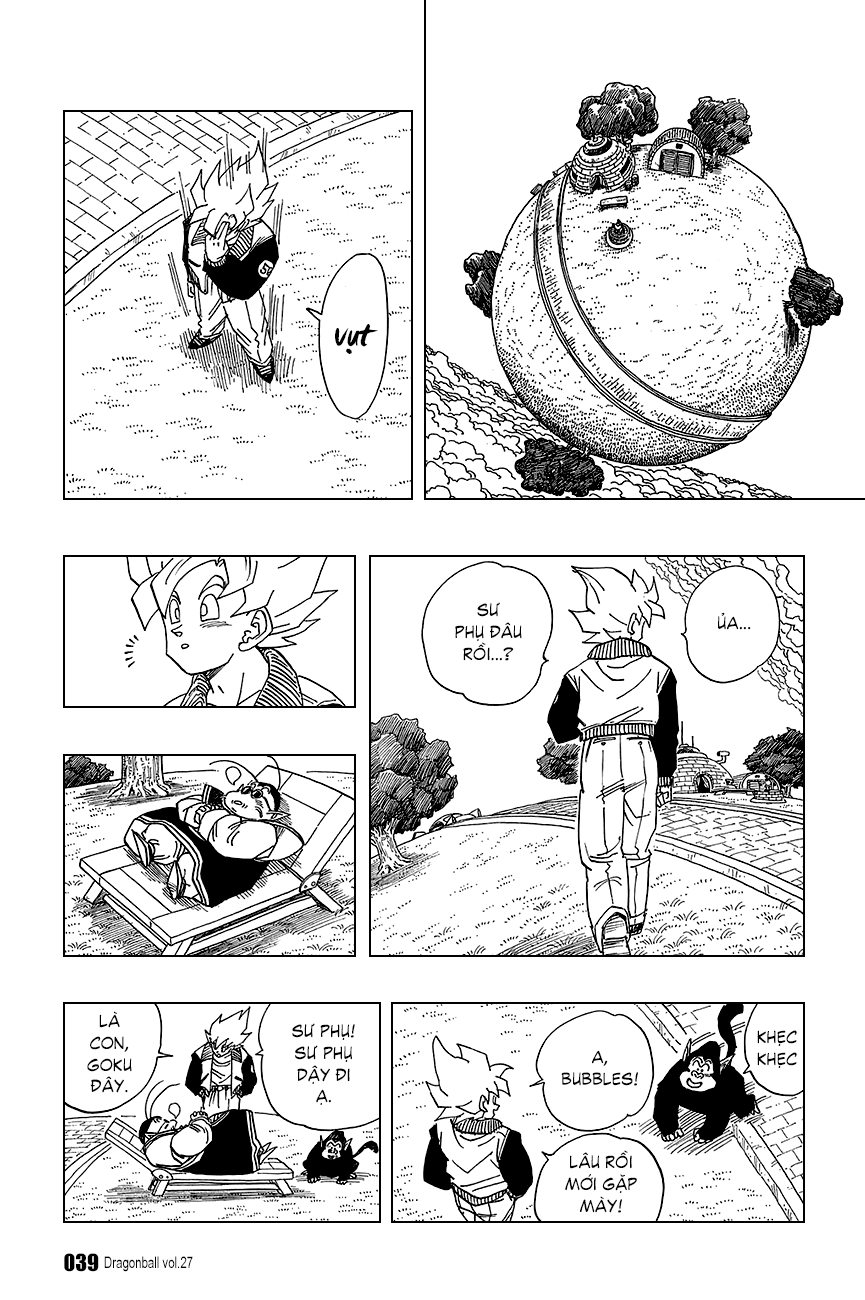 VỤT
ỦA...
SƯ
PHỤ ĐÂU
RỒI...?
KHẸC
KHẸC
A,
BUBBLES!
LÂU RỒI
MỚI GẶP
MÀY!
SƯ PHỤ!
SƯ PHỤ
DẬY ĐI
Ạ.
LÀ
CON,
GOKU
ĐÂY.
039 Dragonball vol.27